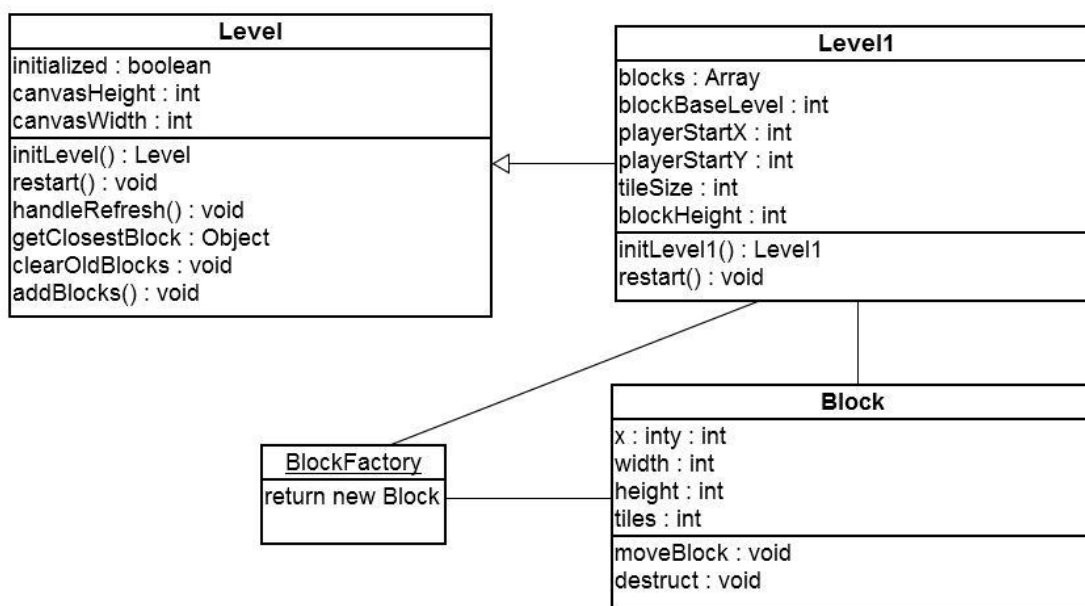 Level
initialized : boolean
canvasHeight : int
canvasWidth : int
initLevel() : Level
restart() : void
handleRefresh() : void
getClosestBlock : Object
clearOldBlocks : void
addBlocks() : void
Level1
blocks : Array
blockBaseLevel : int
playerStartX : int
playerStartY : int
tileSize : int
blockHeight : int
initLevel1() : Level1
restart() : void
BlockFactory
return new Block
Block
x : inty : int
width : int
height : int
tiles : int
moveBlock : void
destruct : void